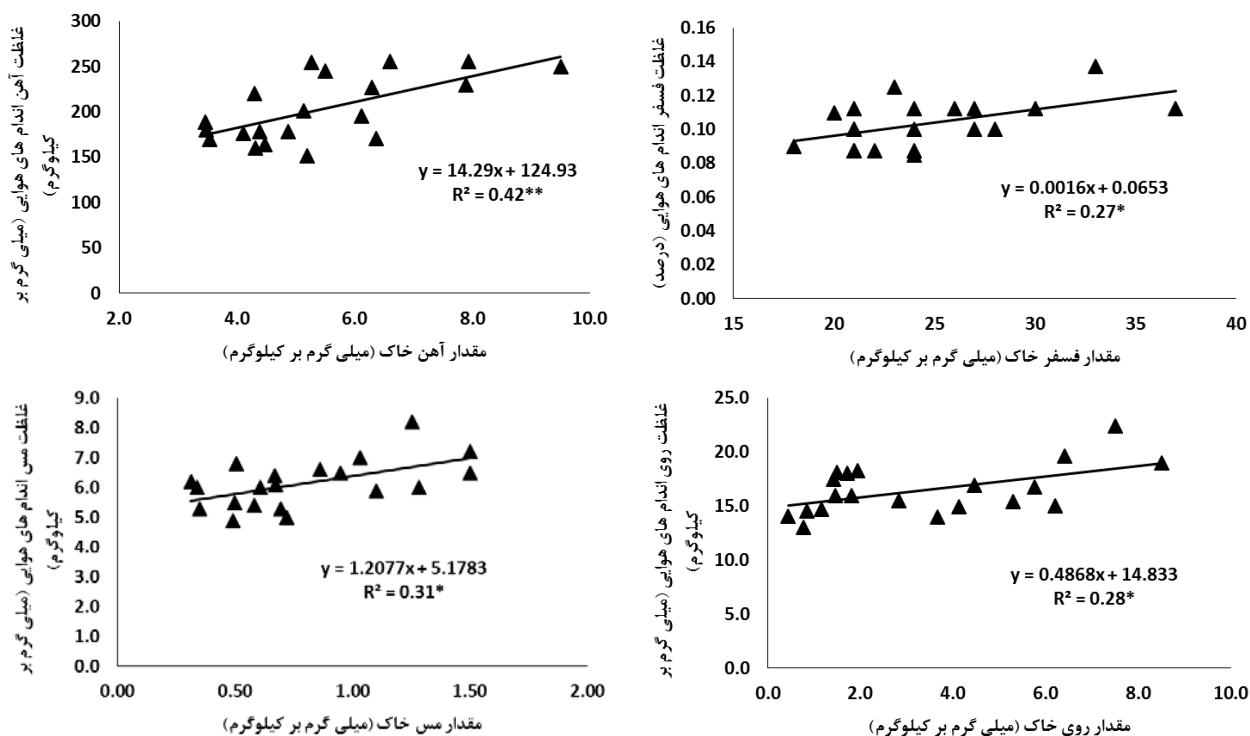 غلظت آهن اندام های هوایی (میلی گرم بر
کیلوگرم)
300
250
200
150
100
50
0
y = 14.29x + 124.93
R² = 0.42**
2.0
4.0
6.0
8.0
10.0
مقدار آهن خاک (میلی گرم بر کیلوگرم)
غلظت فسفر اندام های هوایی (درصد)
0.16
0.14
0.12
0.10
0.08
0.06
0.04
0.02
0.00
y = 0.0016x + 0.0653
R² = 0.27*
15
20
25
30
35
40
مقدار فسفر خاک (میلی گرم بر کیلوگرم)
غلظت مس اندام های هوایی (میلی گرم بر
کیلوگرم)
9.0
8.0
7.0
6.0
5.0
4.0
3.0
2.0
1.0
0.0
y = 1.2077x + 5.1783
R² = 0.31*
0.00
0.50
1.00
1.50
2.00
مقدار مس خاک (میلی گرم بر کیلوگرم)
غلظت روی اندام های هوایی (میلی گرم بر
کیلوگرم)
25.0
20.0
15.0
10.0
5.0
0.0
y = 0.4868x + 14.833
R² = 0.28*
0.0
2.0
4.0
6.0
8.0
10.0
مقدار روی خاک (میلی گرم بر کیلوگرم)